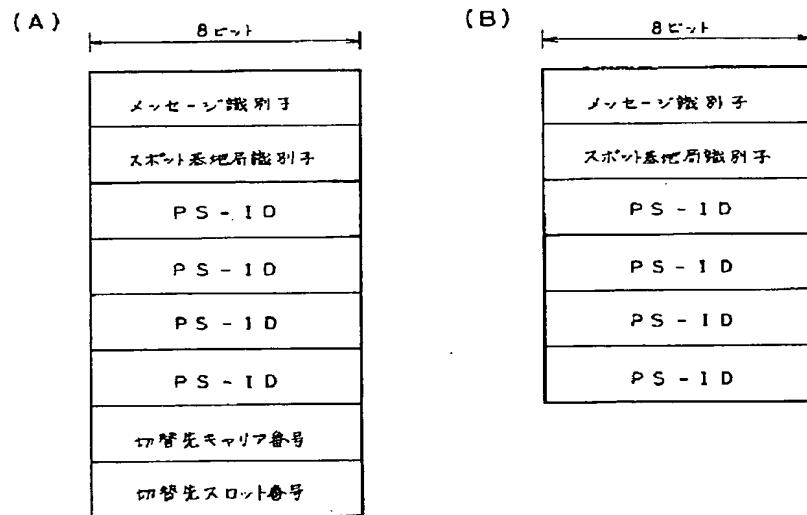 (A)
8ビット
メッセージ識別子
スポット基地局識別子
PS-ID
PS-ID
PS-ID
PS-ID
切替先キャリア番号
切替先スロット番号
(B)
8ビット
メッセージ識別子
スポット基地局識別子
PS-ID
PS-ID
PS-ID
PS-ID